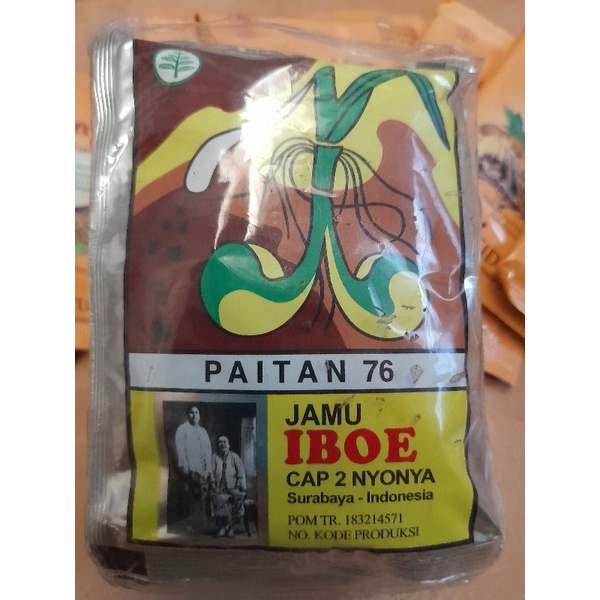 PAITAN 76
JAMU
IBOE
CAP 2 NYONYA
Surabaya - Indonesia
POM TR. 183214571
NO. KODE PRODUKSI